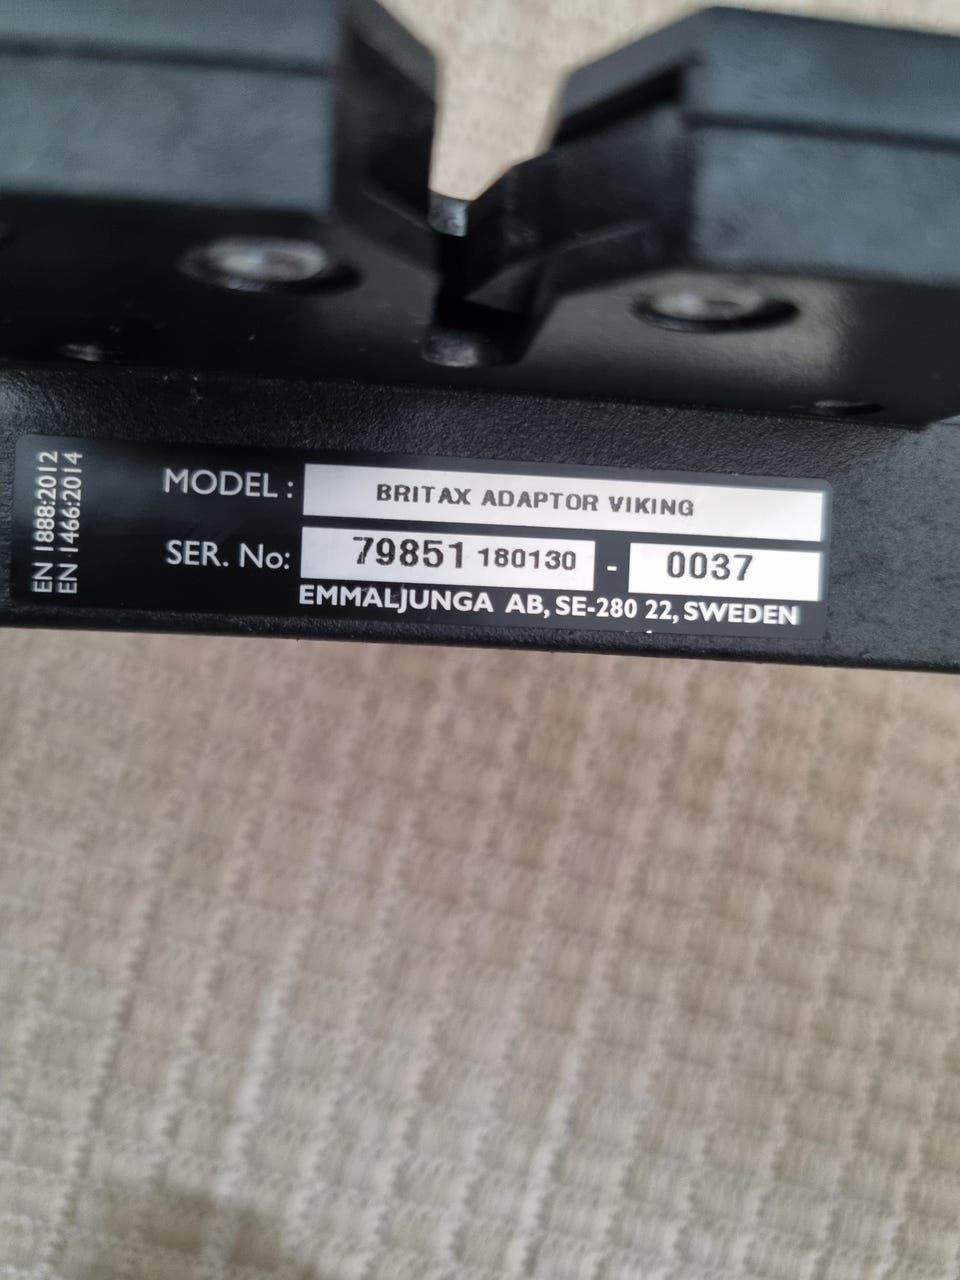 EN 1888:2012
EN 1466:2014
MODEL: BRITAX ADAPTOR VIKING
SER. No: 79851 180130 - 0037
EMMALJUNGA AB, SE-280 22, SWEDEN